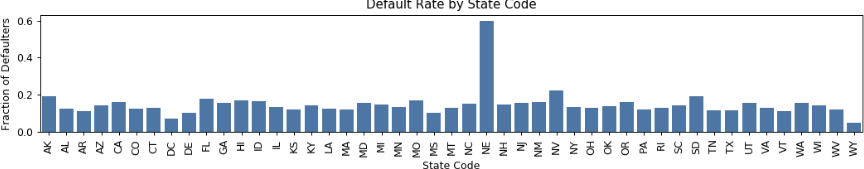 Default Rate by State Code
Fraction of Defaulters
0.6
0.4
0.2
0.0
AK AL AR AZ CA CO CT DC DE FL GA HI ID IL KS KY LA MA MD MI MN MO MS MT NC NE NH NJ NM NV NY OH OK OR PA RI SC SD TN TX UT VA VT WA WI WV WY
State Code